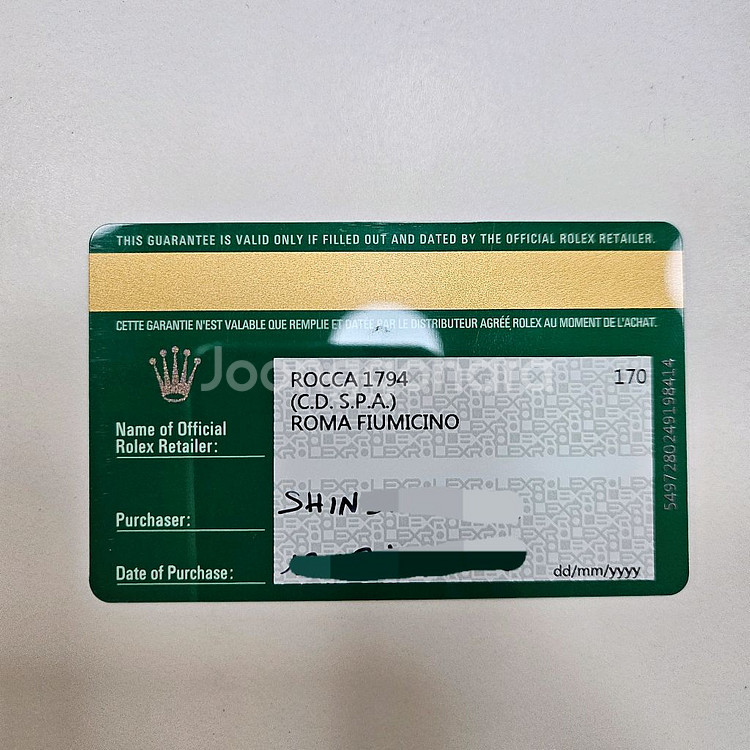 THIS GUARANTEE IS VALID ONLY IF FILLED OUT AND DATED BY THE OFFICIAL ROLEX RETAILER.
CETTE GARANTIE N'EST VALABLE QUE REMPLIE ET DATÉE PAR LE DISTRIBUTEUR AGRÉÉ ROLEX AU MOMENT DE L'ACHAT.
ROCCA 1794 170
(C.D. S.P.A.)
ROMA FIUMICINO
Name of Official
Rolex Retailer:
Purchaser: SHIN
Date of Purchase: dd/mm/yyyy
5497280249198414